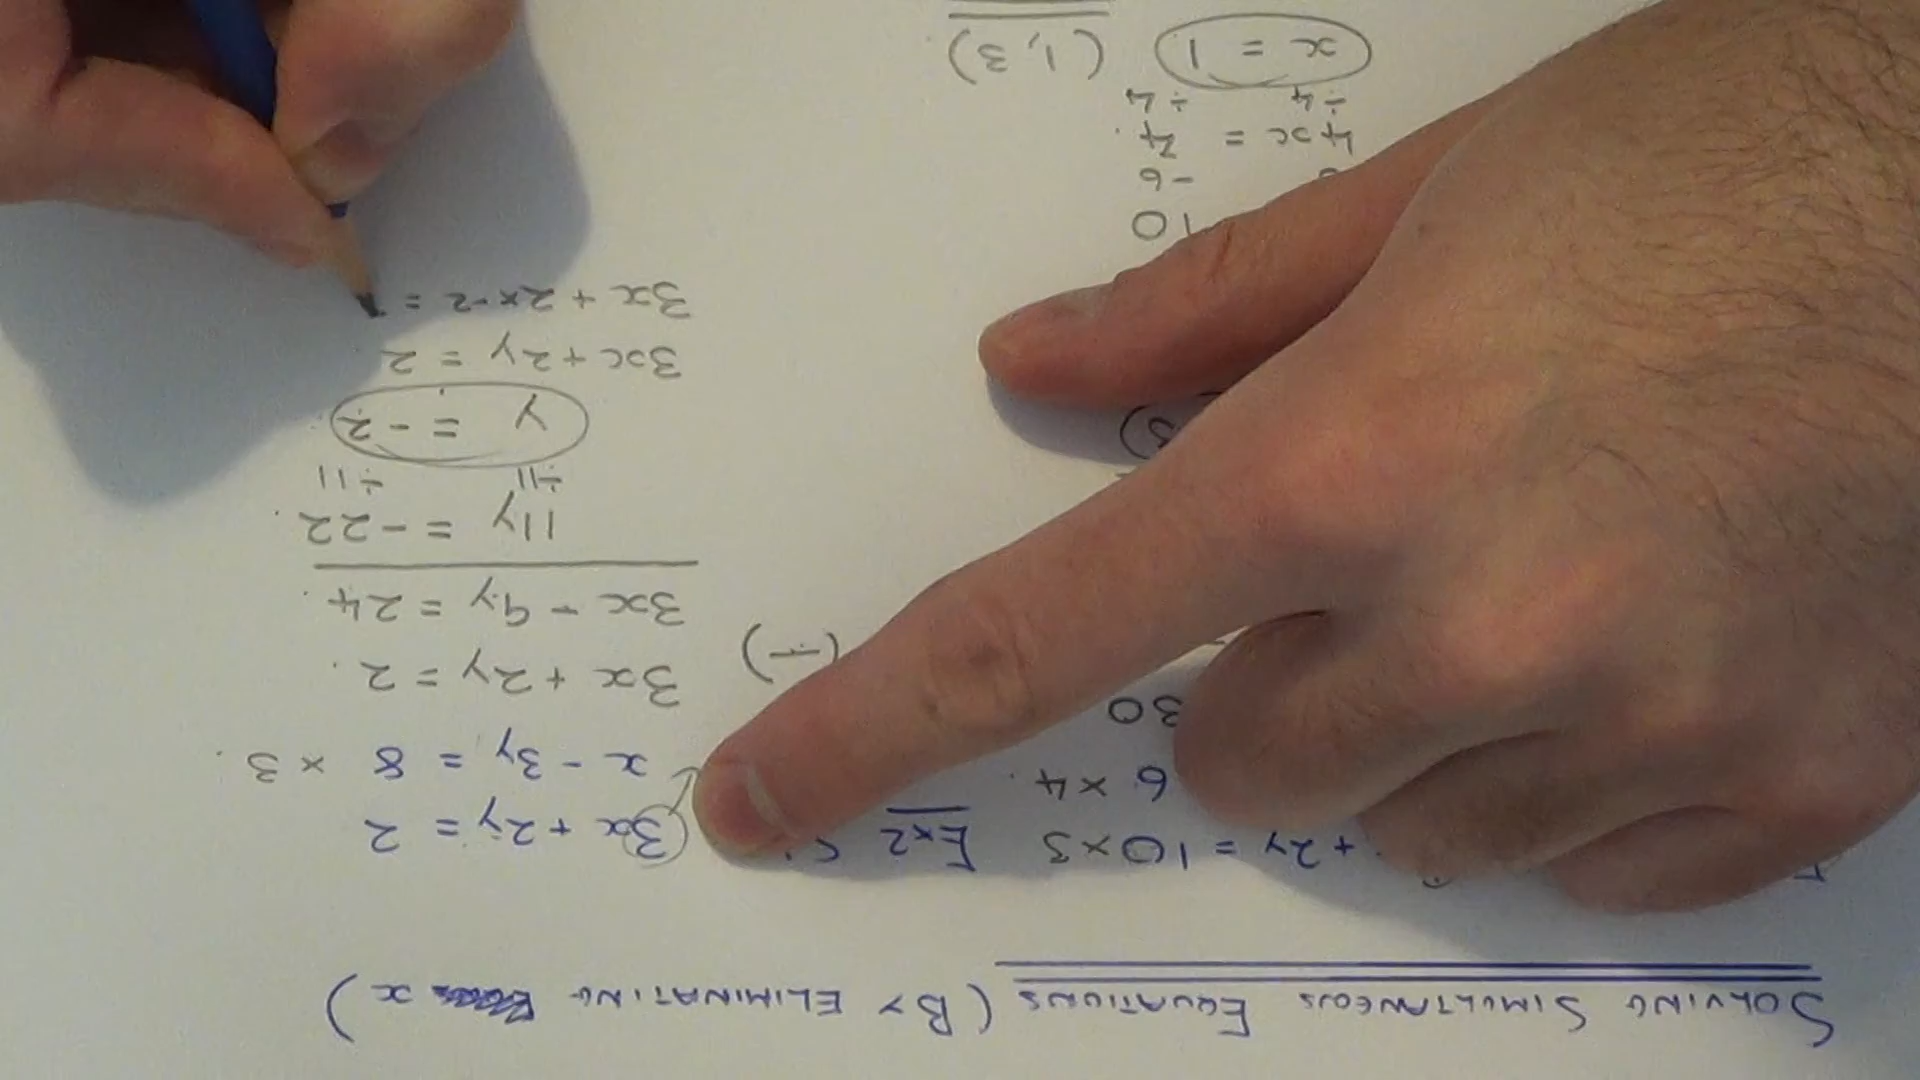 SOLVING SIMULTANEOUS EQUATIONS (BY ELIMINATING x)
+2y = 10 ×3
6 ×4
30
(-)
10
-6
4x = 4
÷4 ÷4
x = 1
(1, 3)
Ex2
3x + 2y = 2
x - 3y = 8 ×3
3x + 2y = 2
3x - 9y = 24
11y = -22
÷11 ÷11
y = -2
3x + 2y = 2
3x + 2x-2 =